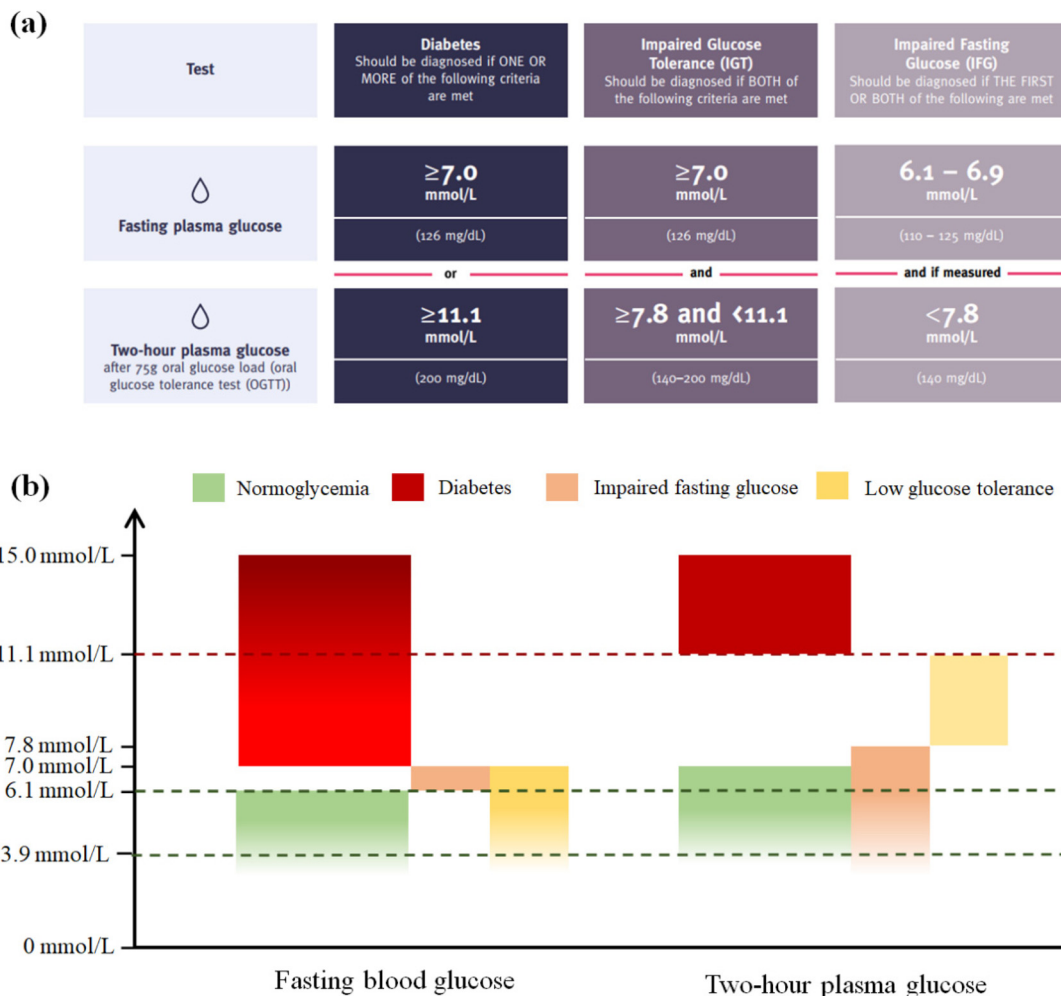 (a)
Test
Diabetes
Should be diagnosed if ONE OR
MORE of the following criteria
are met
Impaired Glucose
Tolerance (IGT)
Should be diagnosed if BOTH of
the following criteria are met
Impaired Fasting
Glucose (IFG)
Should be diagnosed if THE FIRST
OR BOTH of the following are met
Fasting plasma glucose
≥7.0
mmol/L
(126 mg/dL)
≥7.0
mmol/L
(126 mg/dL)
6.1 – 6.9
mmol/L
(110 – 125 mg/dL)
or
and
and if measured
Two-hour plasma glucose
after 75g oral glucose load (oral
glucose tolerance test (OGTT))
≥11.1
mmol/L
(200 mg/dL)
≥7.8 and <11.1
mmol/L
(140–200 mg/dL)
<7.8
mmol/L
(140 mg/dL)
(b)
Normoglycemia
Diabetes
Impaired fasting glucose
Low glucose tolerance
15.0 mmol/L
11.1 mmol/L
7.8 mmol/L
7.0 mmol/L
6.1 mmol/L
3.9 mmol/L
0 mmol/L
Fasting blood glucose
Two-hour plasma glucose